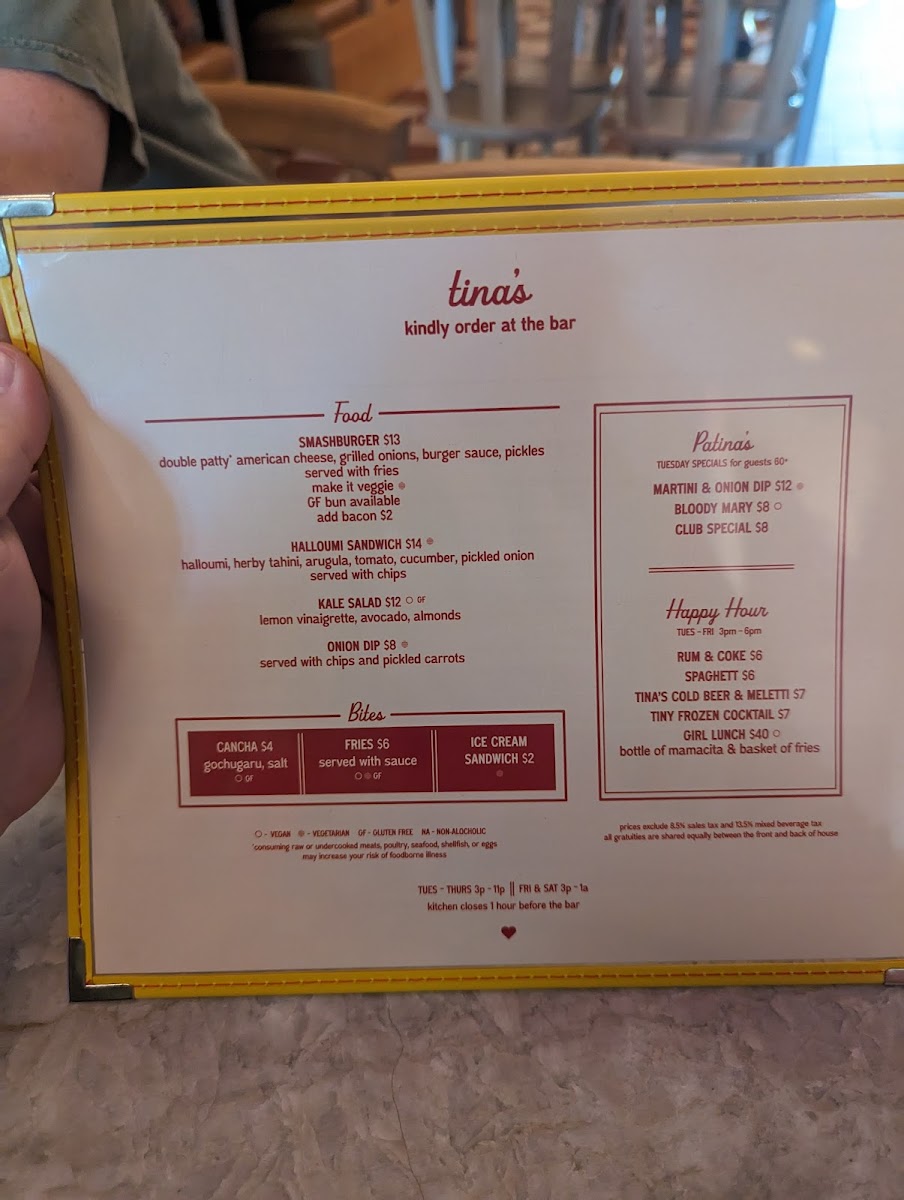 tina's
kindly order at the bar
Food
SMASHBURGER $13
double patty* american cheese, grilled onions, burger sauce, pickles
served with fries
make it veggie ●
GF bun available
add bacon $2
HALLOUMI SANDWICH $14 ●
halloumi, herby tahini, arugula, tomato, cucumber, pickled onion
served with chips
KALE SALAD $12 ○ GF
lemon vinaigrette, avocado, almonds
ONION DIP $8 ●
served with chips and pickled carrots
Bites
CANCHA $4
gochugaru, salt
○ GF
FRIES $6
served with sauce
○ ● GF
ICE CREAM
SANDWICH $2
●
○ - VEGAN ● - VEGETARIAN GF - GLUTEN FREE NA - NON-ALOCHOLIC
*consuming raw or undercooked meats, poultry, seafood, shellfish, or eggs
may increase your risk of foodborne illness
Patina's
TUESDAY SPECIALS for guests 60+
MARTINI & ONION DIP $12 ●
BLOODY MARY $8 ○
CLUB SPECIAL $8
Happy Hour
TUES - FRI 3pm - 6pm
RUM & COKE $6
SPAGHETT $6
TINA'S COLD BEER & MELETTI $7
TINY FROZEN COCKTAIL $7
GIRL LUNCH $40 ○
bottle of mamacita & basket of fries
prices exclude 8.5% sales tax and 13.5% mixed beverage tax
all gratuities are shared equally between the front and back of house
TUES - THURS 3p - 11p || FRI & SAT 3p - 1a
kitchen closes 1 hour before the bar